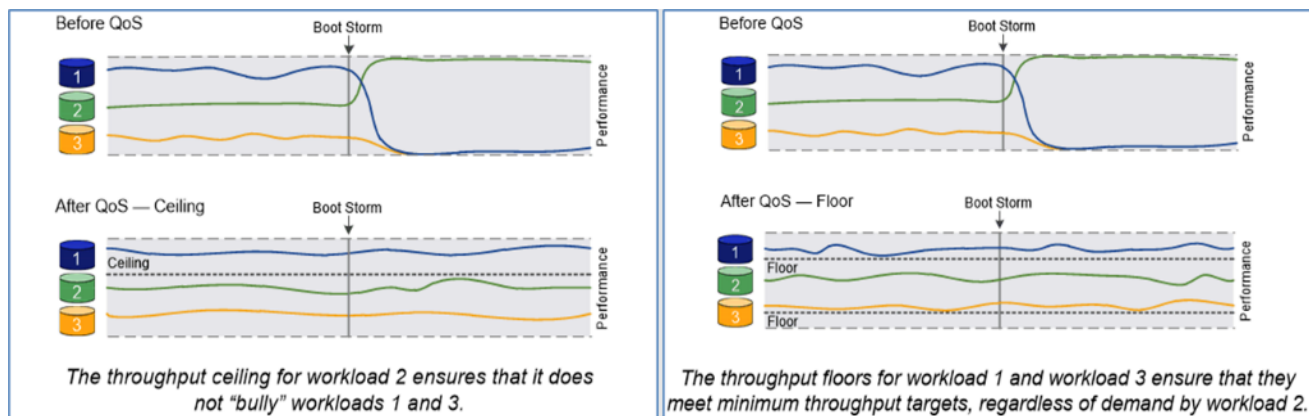 Before QoS
Boot Storm
1
2
3
Performance
After QoS — Ceiling
Boot Storm
1
Ceiling
2
3
Performance
The throughput ceiling for workload 2 ensures that it does
not “bully” workloads 1 and 3.
Before QoS
Boot Storm
1
2
3
Performance
After QoS — Floor
Boot Storm
1
Floor
2
3
Floor
Performance
The throughput floors for workload 1 and workload 3 ensure that they
meet minimum throughput targets, regardless of demand by workload 2.